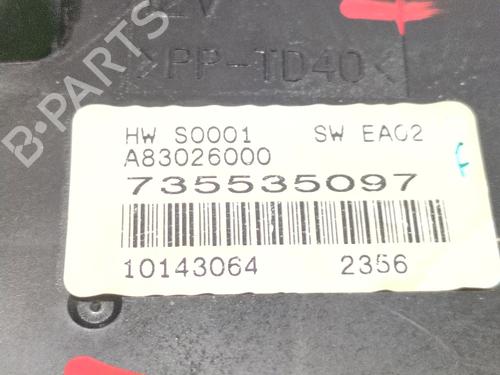 B-PARTS
>PP-TD40<
HW S0001 SW EA02
A83026000
735535097
10143064 2356